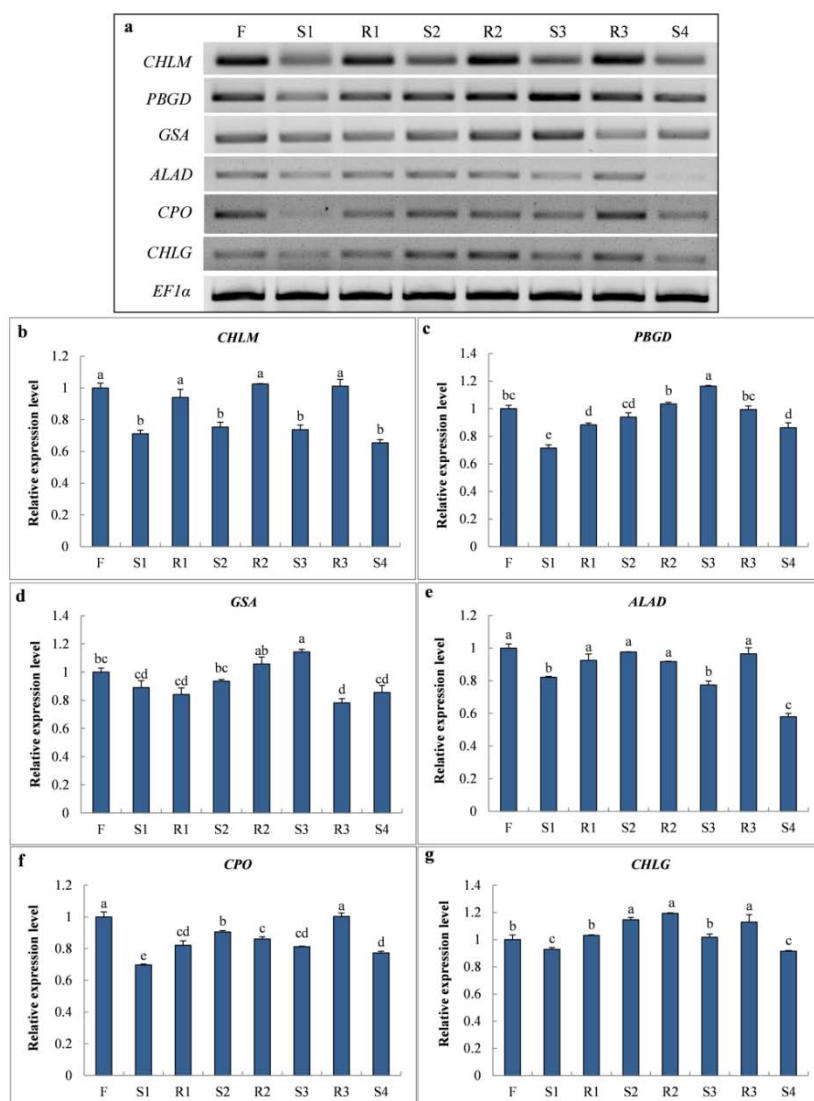 a
F S1 R1 S2 R2 S3 R3 S4
CHLM
PBGD
GSA
ALAD
CPO
CHLG
EF1α
b
CHLM
Relative expression level
1.2
1
0.8
0.6
0.4
0.2
0
a b a b a b a b
F S1 R1 S2 R2 S3 R3 S4
c
PBGD
Relative expression level
1.4
1.2
1
0.8
0.6
0.4
0.2
0
bc e d cd b a bc d
F S1 R1 S2 R2 S3 R3 S4
d
GSA
Relative expression level
1.4
1.2
1
0.8
0.6
0.4
0.2
0
bc cd cd bc ab a d cd
F S1 R1 S2 R2 S3 R3 S4
e
ALAD
Relative expression level
1.2
1
0.8
0.6
0.4
0.2
0
a b a a a b a c
F S1 R1 S2 R2 S3 R3 S4
f
CPO
Relative expression level
1.2
1
0.8
0.6
0.4
0.2
0
a e cd b c cd a d
F S1 R1 S2 R2 S3 R3 S4
g
CHLG
Relative expression level
1.4
1.2
1
0.8
0.6
0.4
0.2
0
b c b a a b a c
F S1 R1 S2 R2 S3 R3 S4